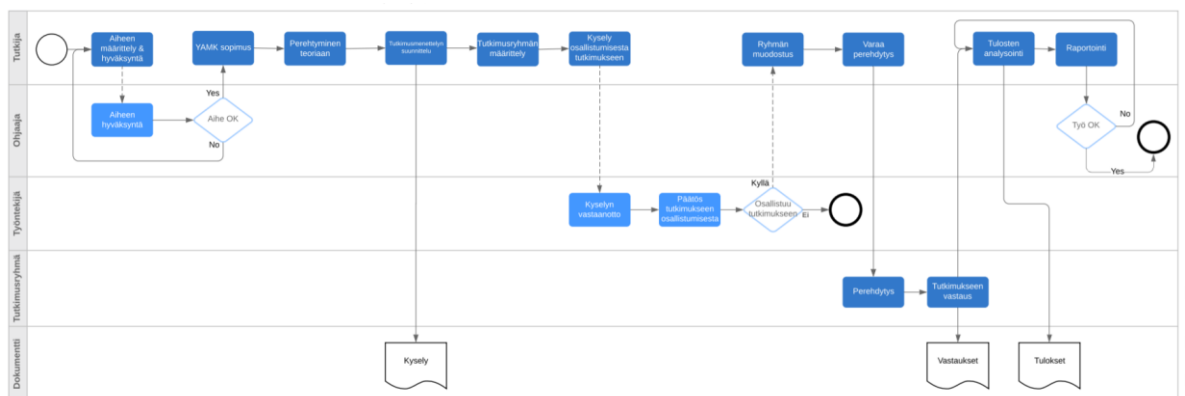 Tutkija
Aiheen
määrittely &
hyväksyntä
YAMK sopimus
Perehtyminen
teoriaan
Tutkimusmenettelyn
suunnittelu
Tutkimusryhmän
määrittely
Kysely
osallistumisesta
tutkimukseen
Ryhmän
muodostus
Varaa
perehdytys
Tulosten
analysointi
Raportointi
Ohjaaja
Aiheen
hyväksyntä
Yes
Aihe OK
No
Työ OK
No
Yes
Työntekijä
Kyselyn
vastaanotto
Päätös
tutkimukseen
osallistumisesta
Kyllä
Osallistuu
tutkimukseen
Ei
Tutkimusryhmä
Perehdytys
Tutkimukseen
vastaus
Dokumentti
Kysely
Vastaukset
Tulokset